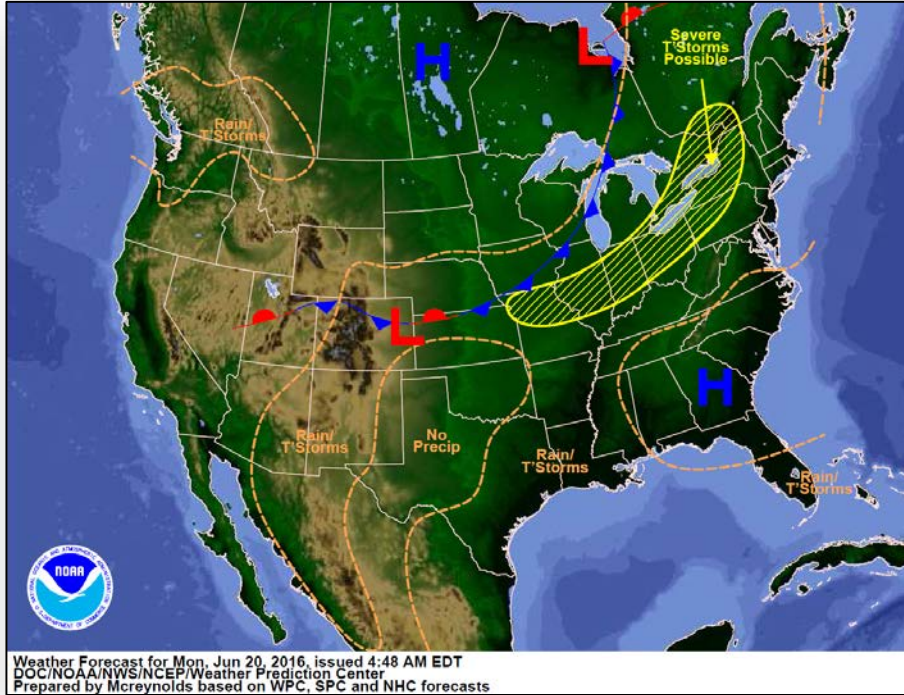 H
L
Severe
T'Storms
Possible
Rain/
T'Storms
L
H
Rain/
T'Storms
No
Precip
Rain/
T'Storms
Rain/
T'Storms
NOAA
Weather Forecast for Mon, Jun 20, 2016, issued 4:48 AM EDT
DOC/NOAA/NWS/NCEP/Weather Prediction Center
Prepared by Mcreynolds based on WPC, SPC and NHC forecasts